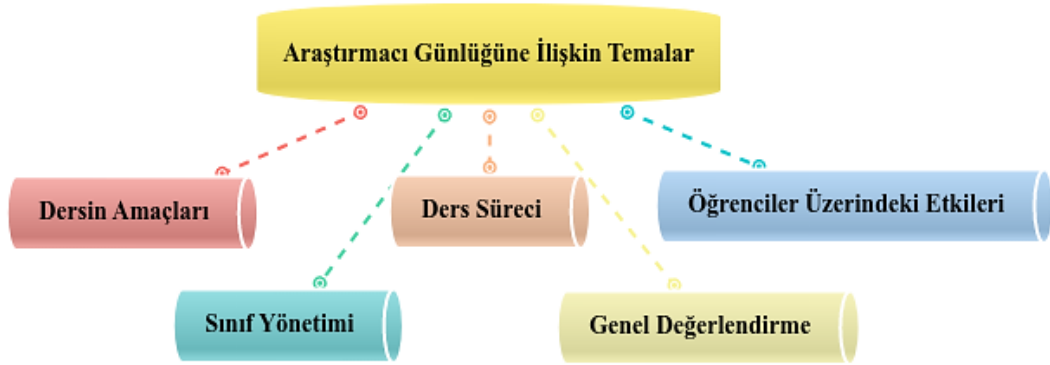 Araştırmacı Günlüğüne İlişkin Temalar
Dersin Amaçları
Ders Süreci
Öğrenciler Üzerindeki Etkileri
Sınıf Yönetimi
Genel Değerlendirme